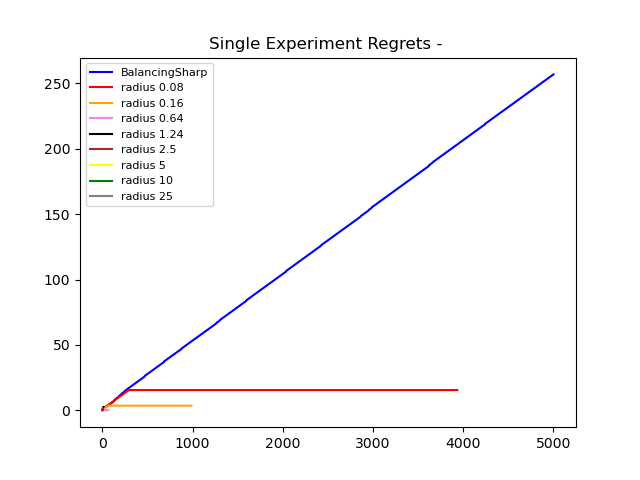 Single Experiment Regrets -
BalancingSharp
radius 0.08
radius 0.16
radius 0.64
radius 1.24
radius 2.5
radius 5
radius 10
radius 25
250
200
150
100
50
0
0 1000 2000 3000 4000 5000